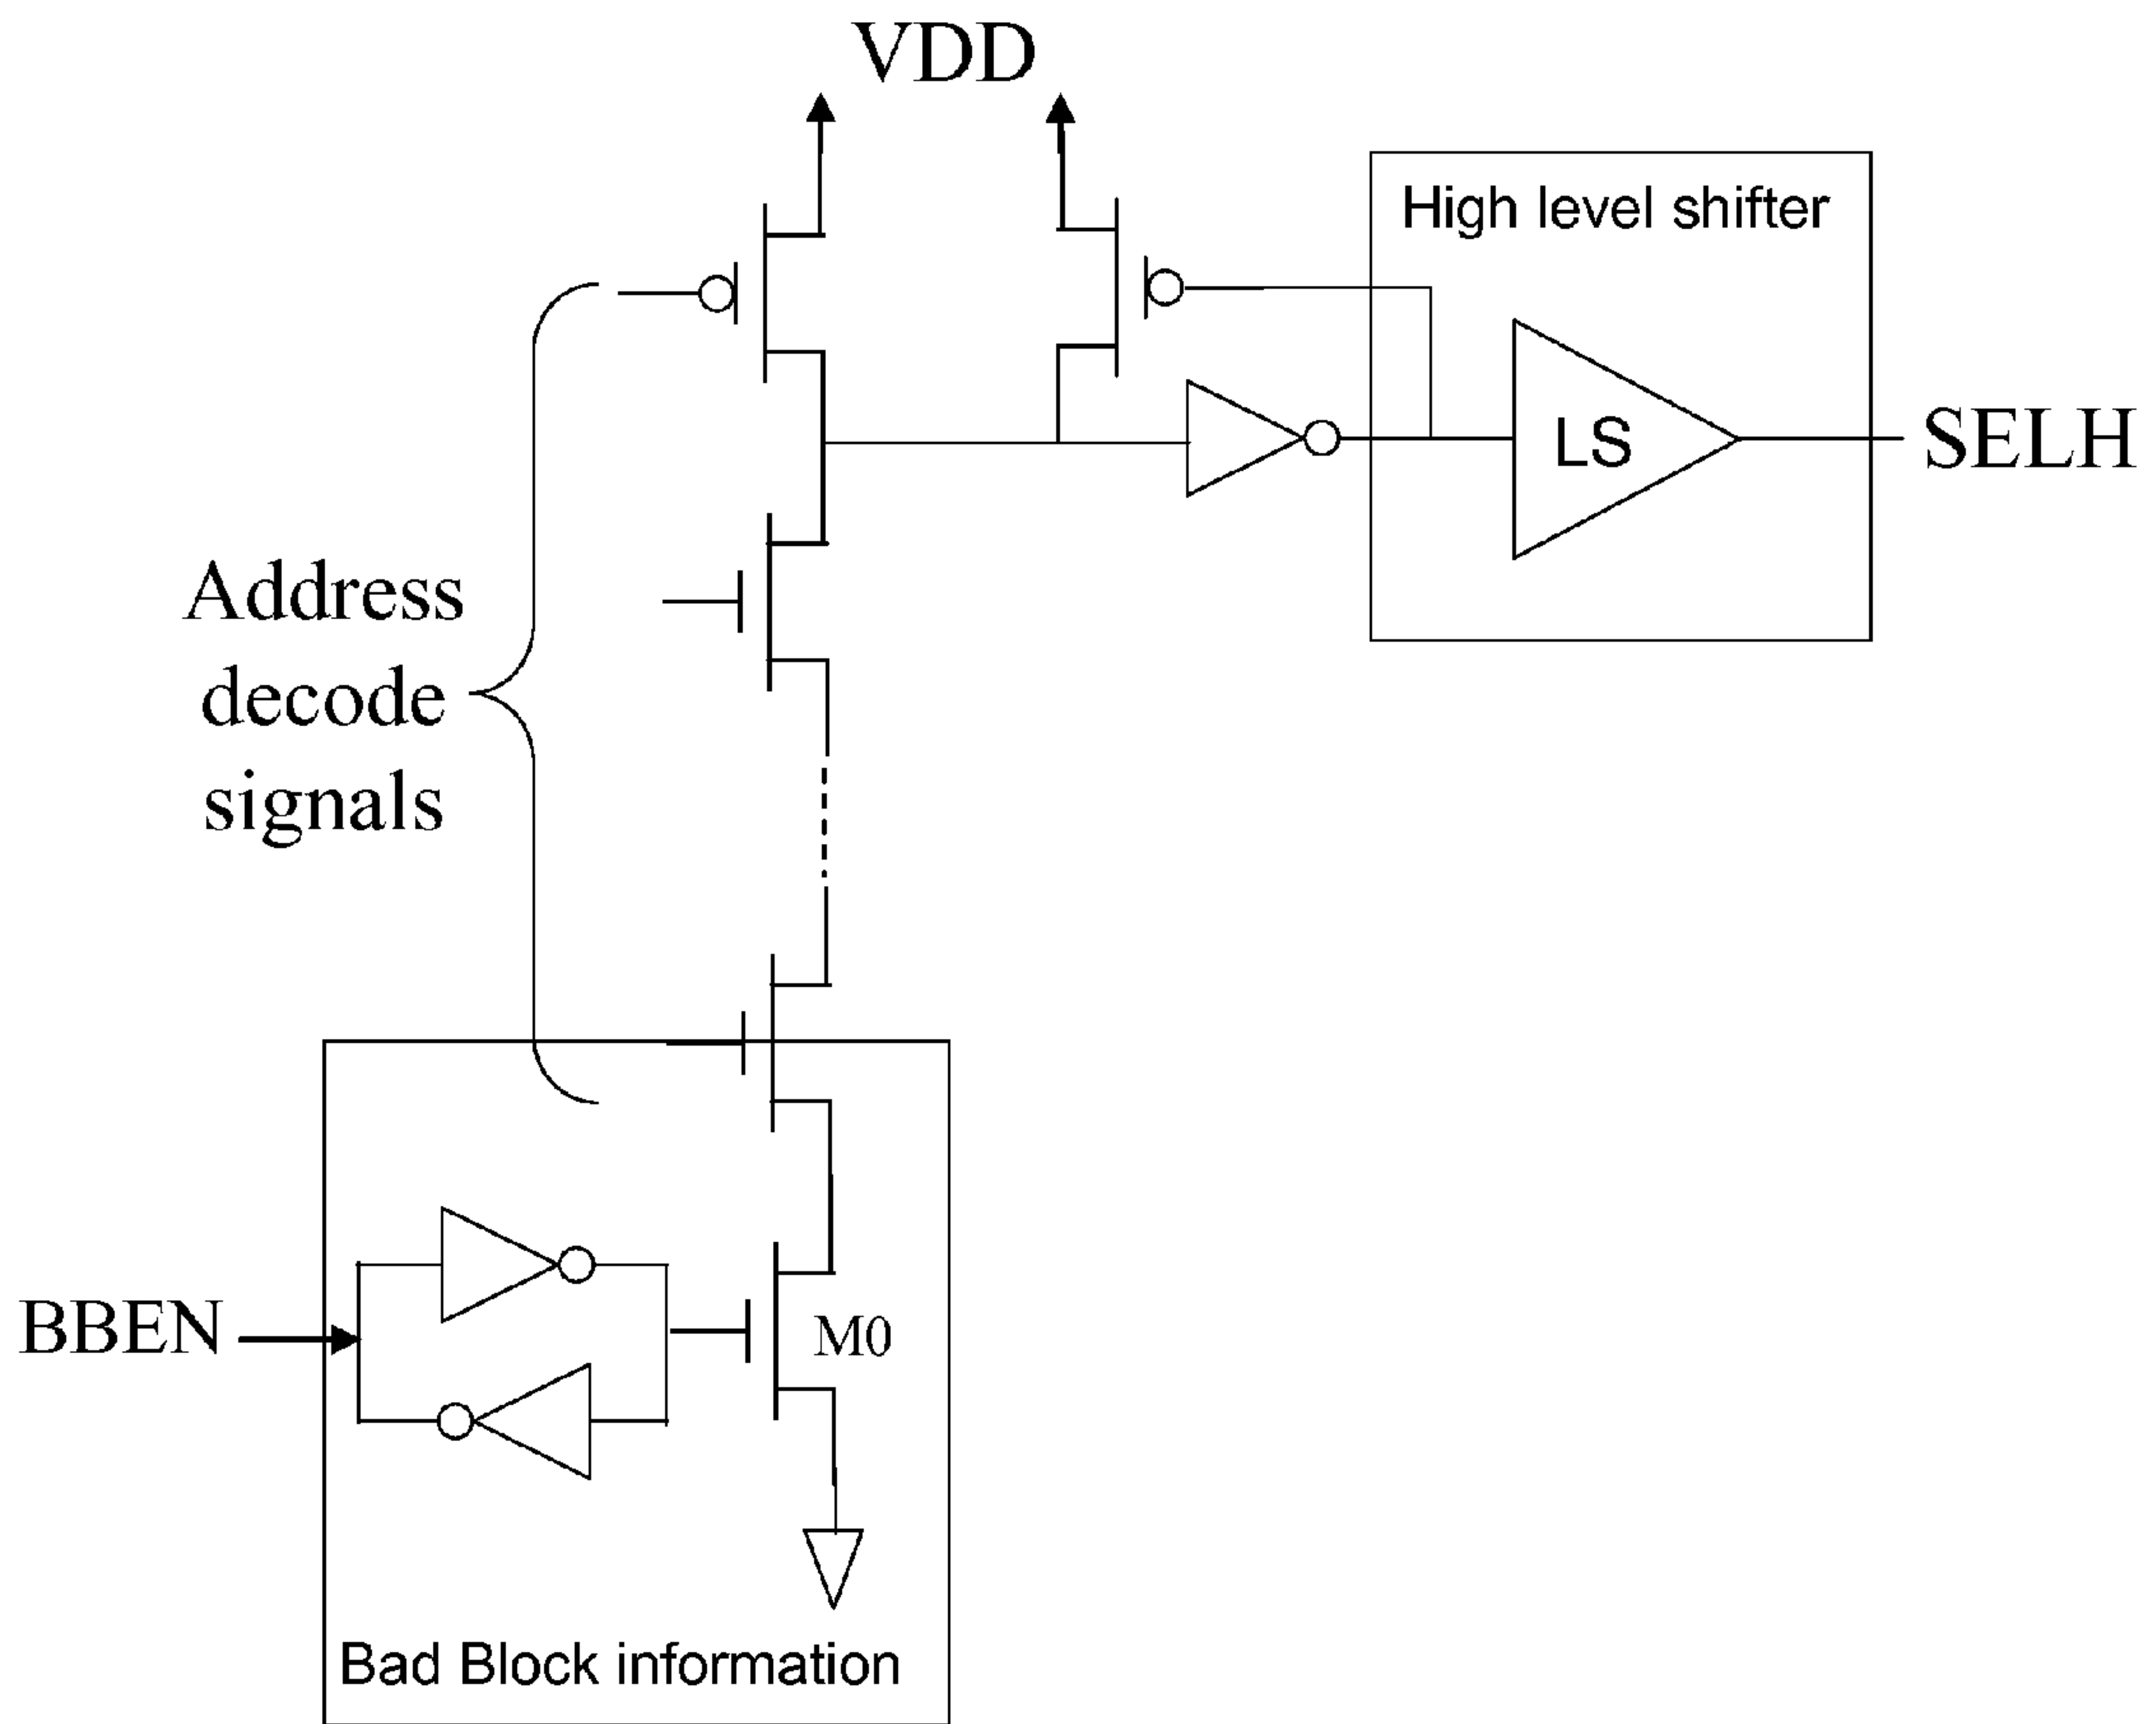 VDD
High level shifter
LS
SELH
Address
decode
signals
BBEN
M0
Bad Block information